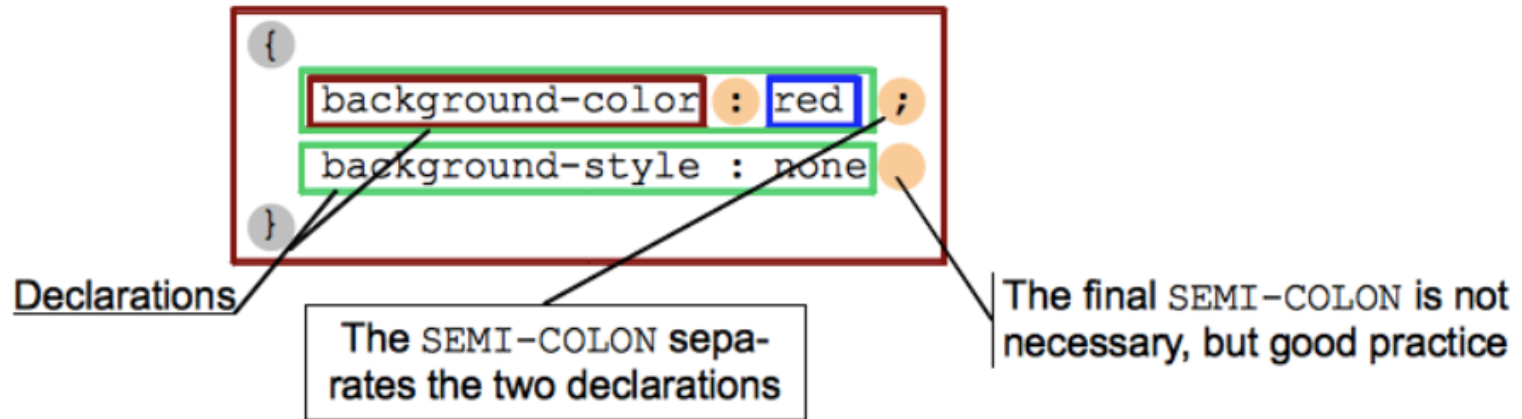 {
background-color : red ;
background-style : none
}
Declarations
The SEMI-COLON sepa-
rates the two declarations
The final SEMI-COLON is not
necessary, but good practice